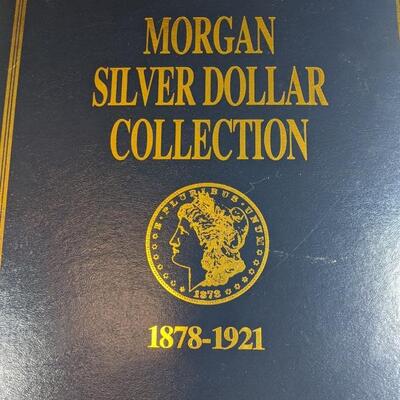 MORGAN
SILVER DOLLAR
COLLECTION
E·PLURIBUS·UNUM
1878
1878-1921